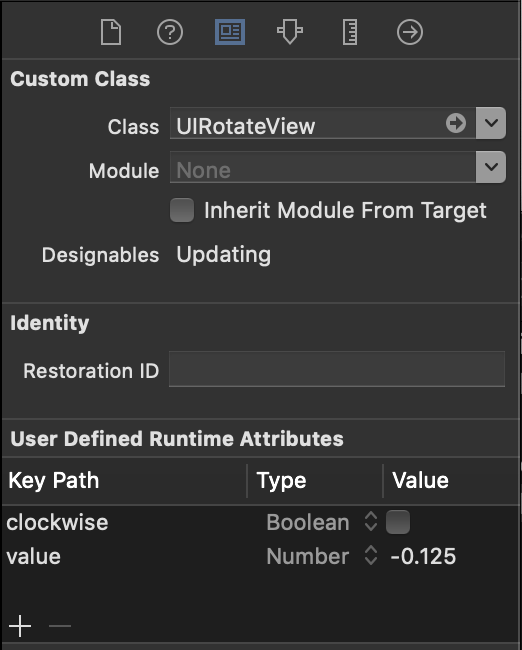 Custom Class
Class UIRotateView
Module None
Inherit Module From Target
Designables Updating
Identity
Restoration ID
User Defined Runtime Attributes
Key Path Type Value
clockwise Boolean
value Number -0.125